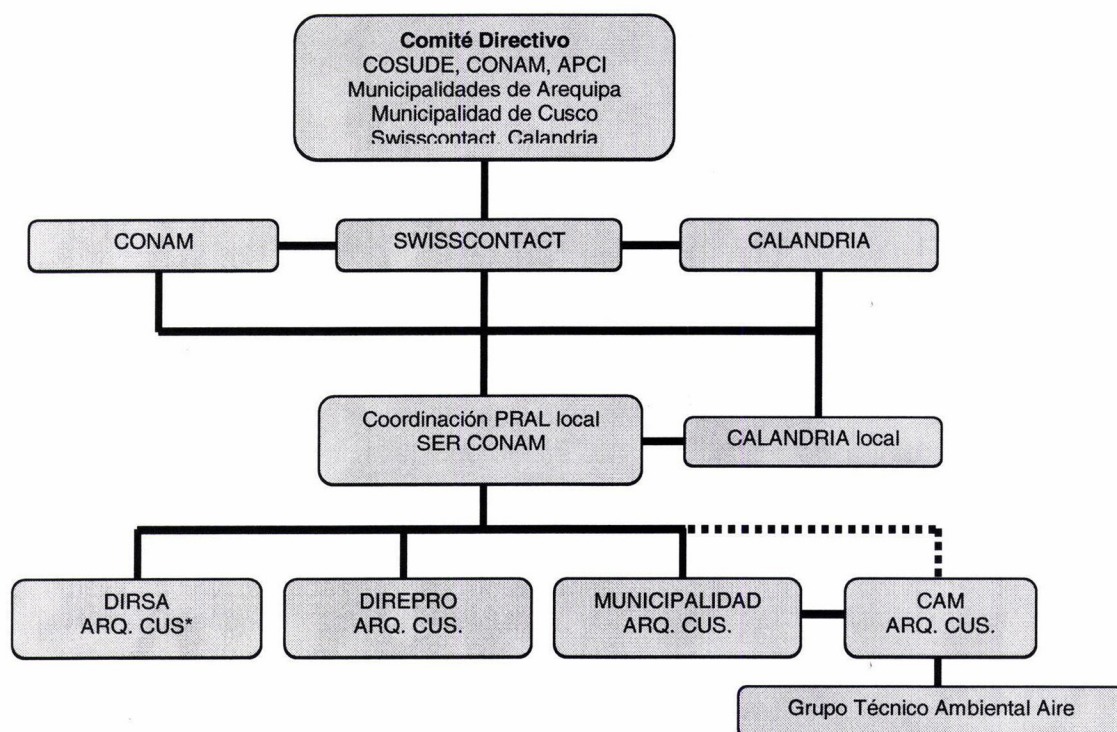 Comité Directivo
COSUDE, CONAM, APCI
Municipalidades de Arequipa
Municipalidad de Cusco
Swisscontact, Calandria
CONAM
SWISSCONTACT
CALANDRIA
Coordinación PRAL local
SER CONAM
CALANDRIA local
DIRSA
ARQ. CUS*
DIREPRO
ARQ. CUS.
MUNICIPALIDAD
ARQ. CUS.
CAM
ARQ. CUS.
Grupo Técnico Ambiental Aire